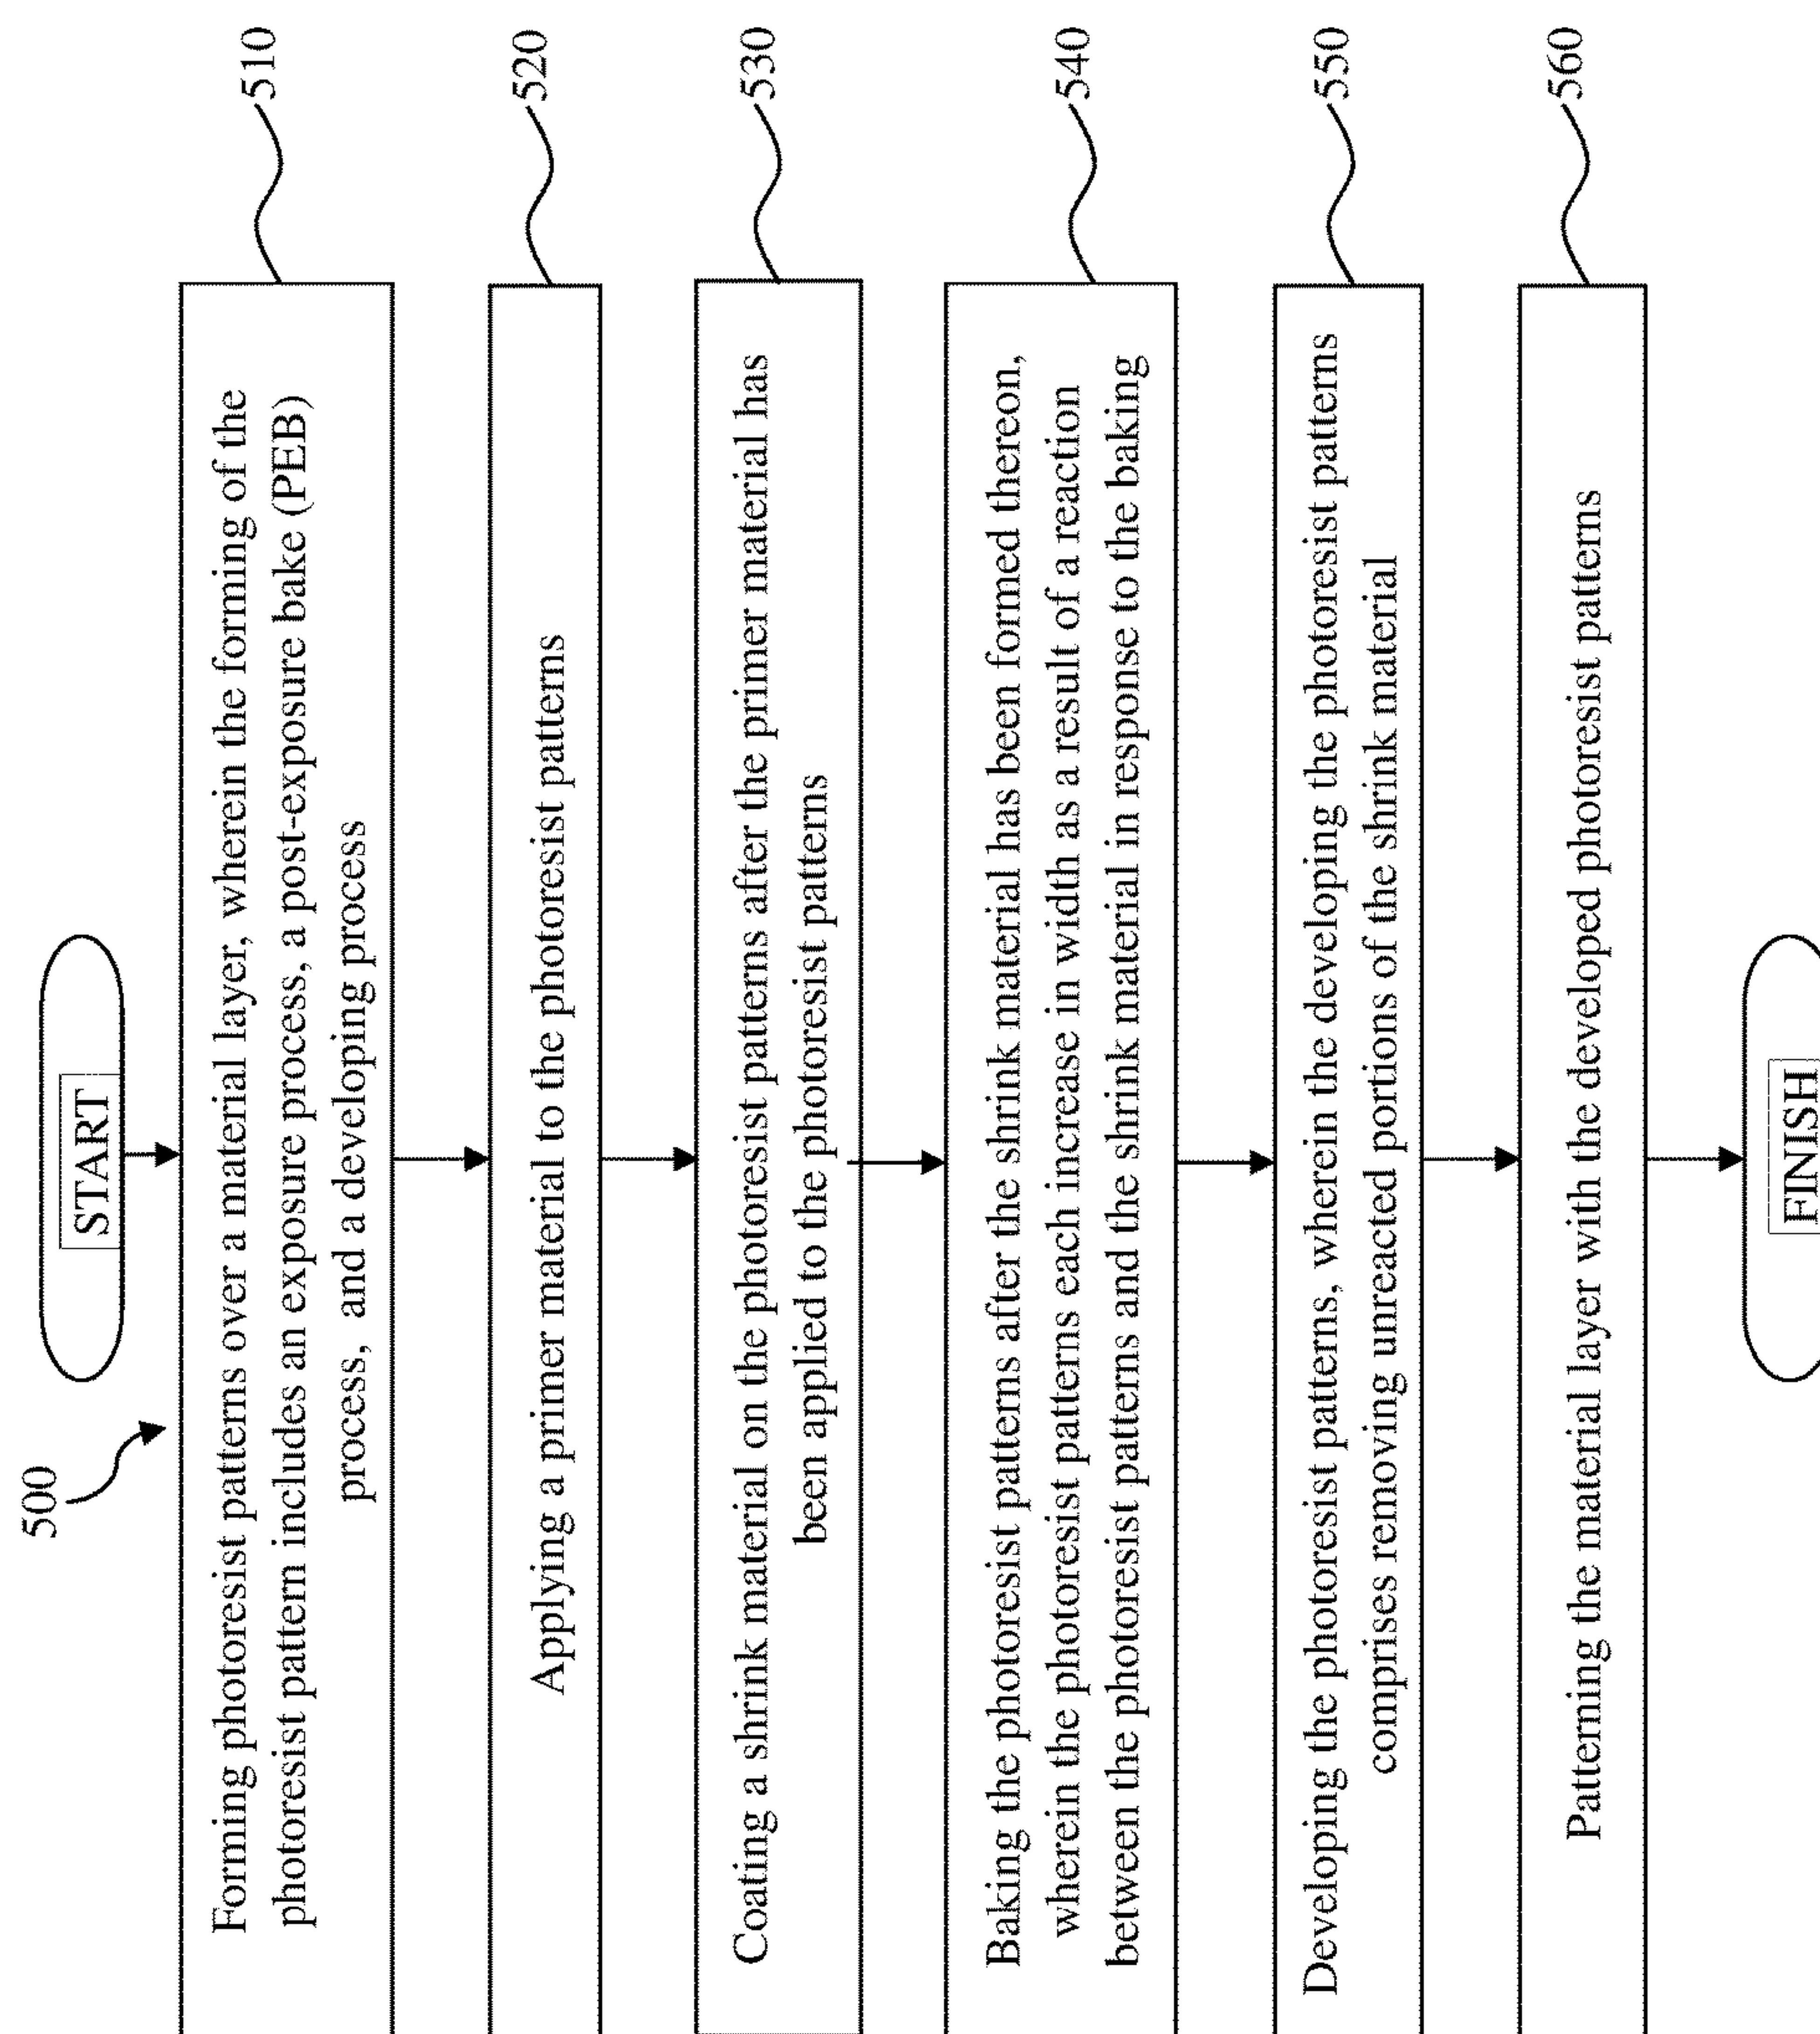 500
START
Forming photoresist patterns over a material layer, wherein the forming of the
photoresist pattern includes an exposure process, a post-exposure bake (PEB)
process, and a developing process
510
Applying a primer material to the photoresist patterns
520
Coating a shrink material on the photoresist patterns after the primer material has
been applied to the photoresist patterns
530
Baking the photoresist patterns after the shrink material has been formed thereon,
wherein the photoresist patterns each increase in width as a result of a reaction
between the photoresist patterns and the shrink material in response to the baking
540
Developing the photoresist patterns, wherein the developing the photoresist patterns
comprises removing unreacted portions of the shrink material
550
Patterning the material layer with the developed photoresist patterns
560
FINISH